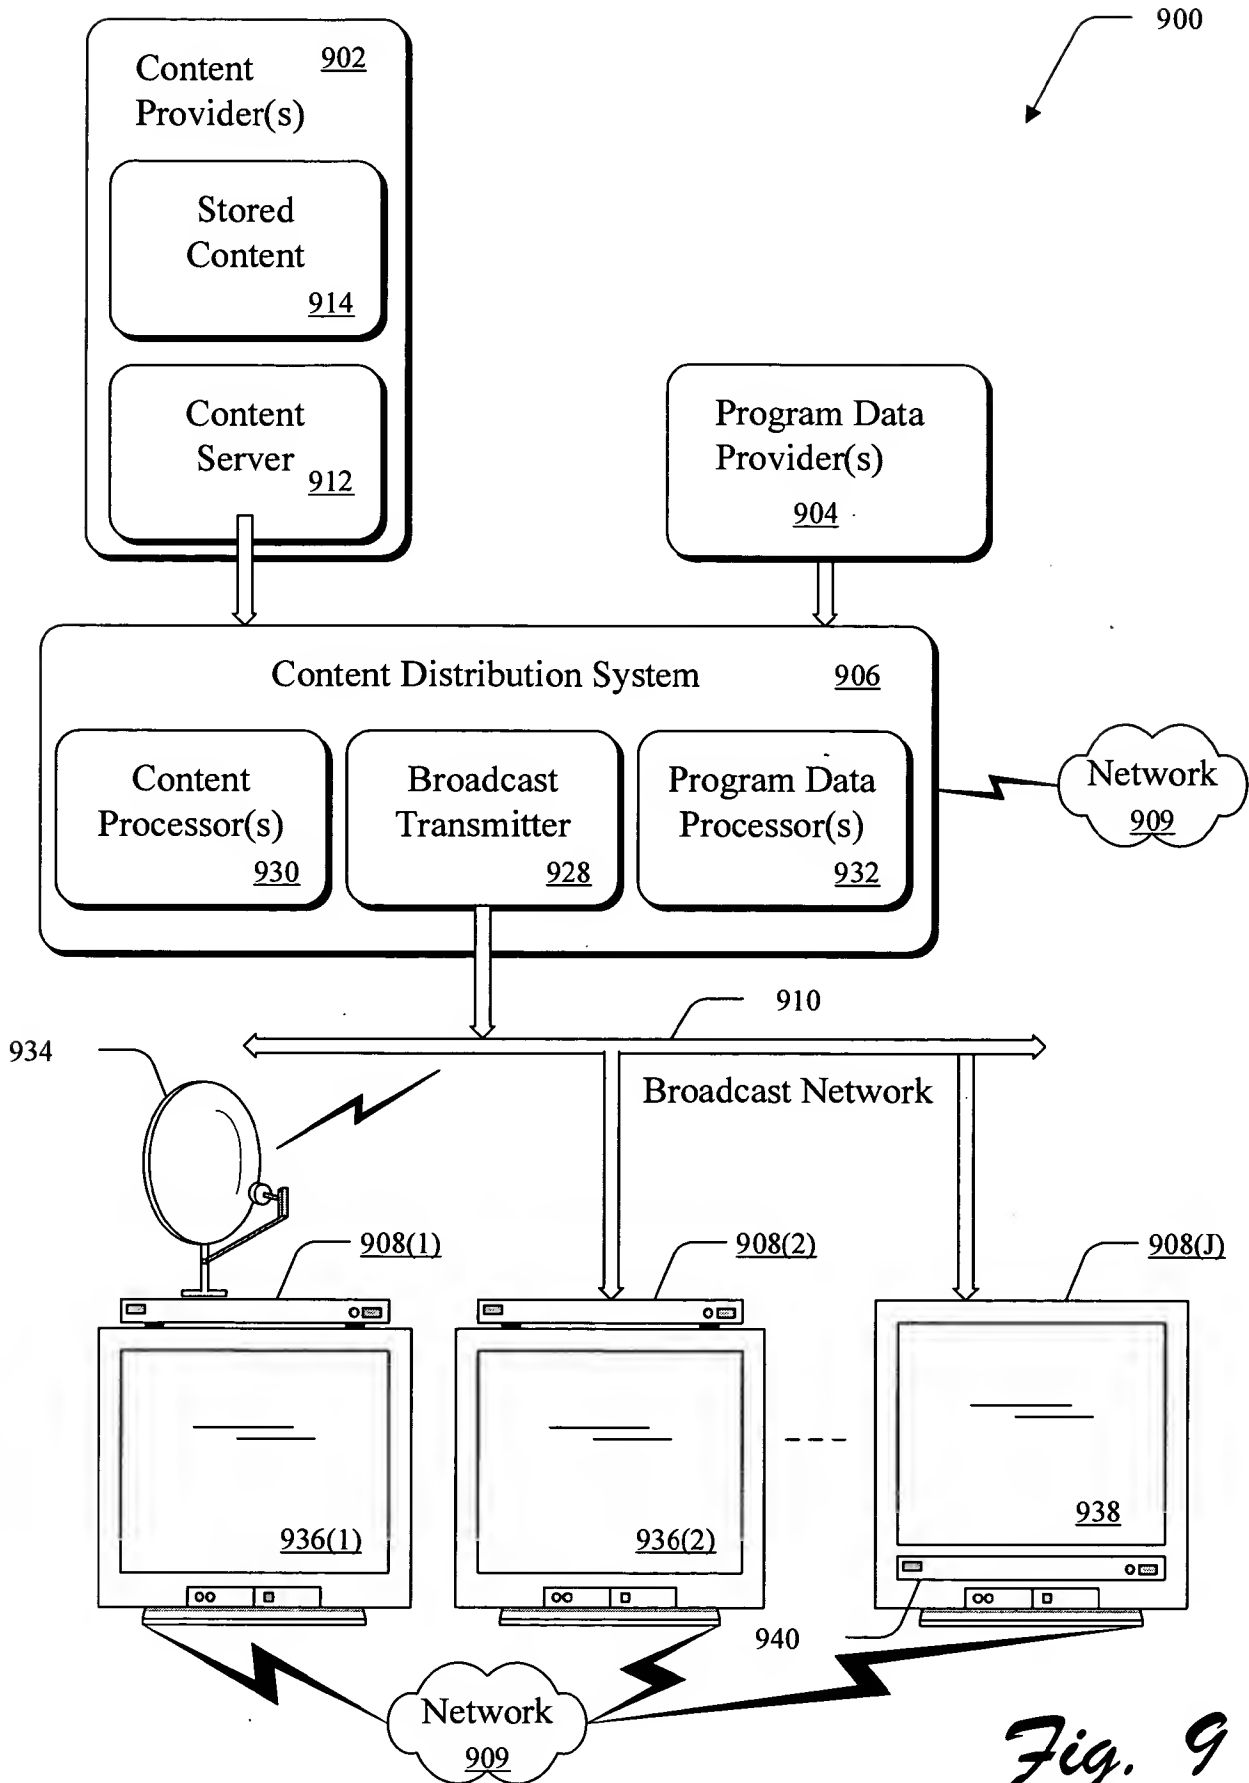 900
Content
Provider(s)
902
Stored
Content
914
Content
Server
912
Program Data
Provider(s)
904
Content Distribution System
906
Content
Processor(s)
930
Broadcast
Transmitter
928
Program Data
Processor(s)
932
Network
909
910
934
Broadcast Network
908(1)
908(2)
908(J)
936(1)
936(2)
938
940
Network
909
Fig. 9